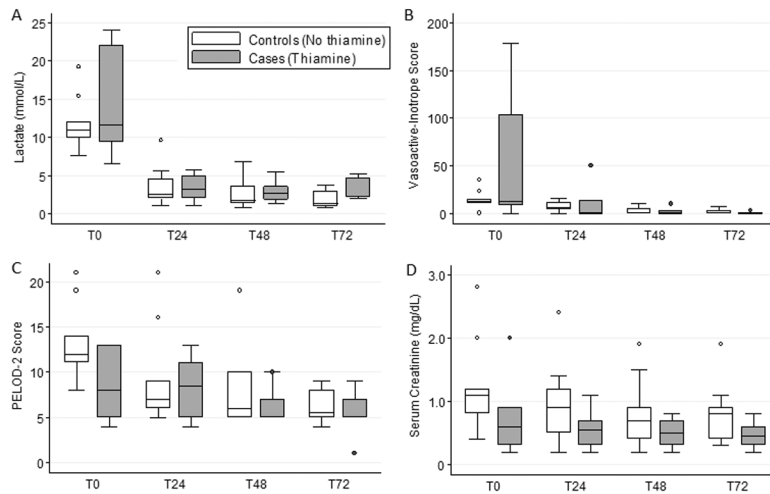 A
Lactate (mmol/L)
25
20
15
10
5
0
T0 T24 T48 T72
Controls (No thiamine)
Cases (Thiamine)
B
Vasoactive-Inotrope Score
200
150
100
50
0
T0 T24 T48 T72
C
PELOD-2 Score
20
15
10
5
0
T0 T24 T48 T72
D
Serum Creatinine (mg/dL)
3.0
2.0
1.0
0.0
T0 T24 T48 T72